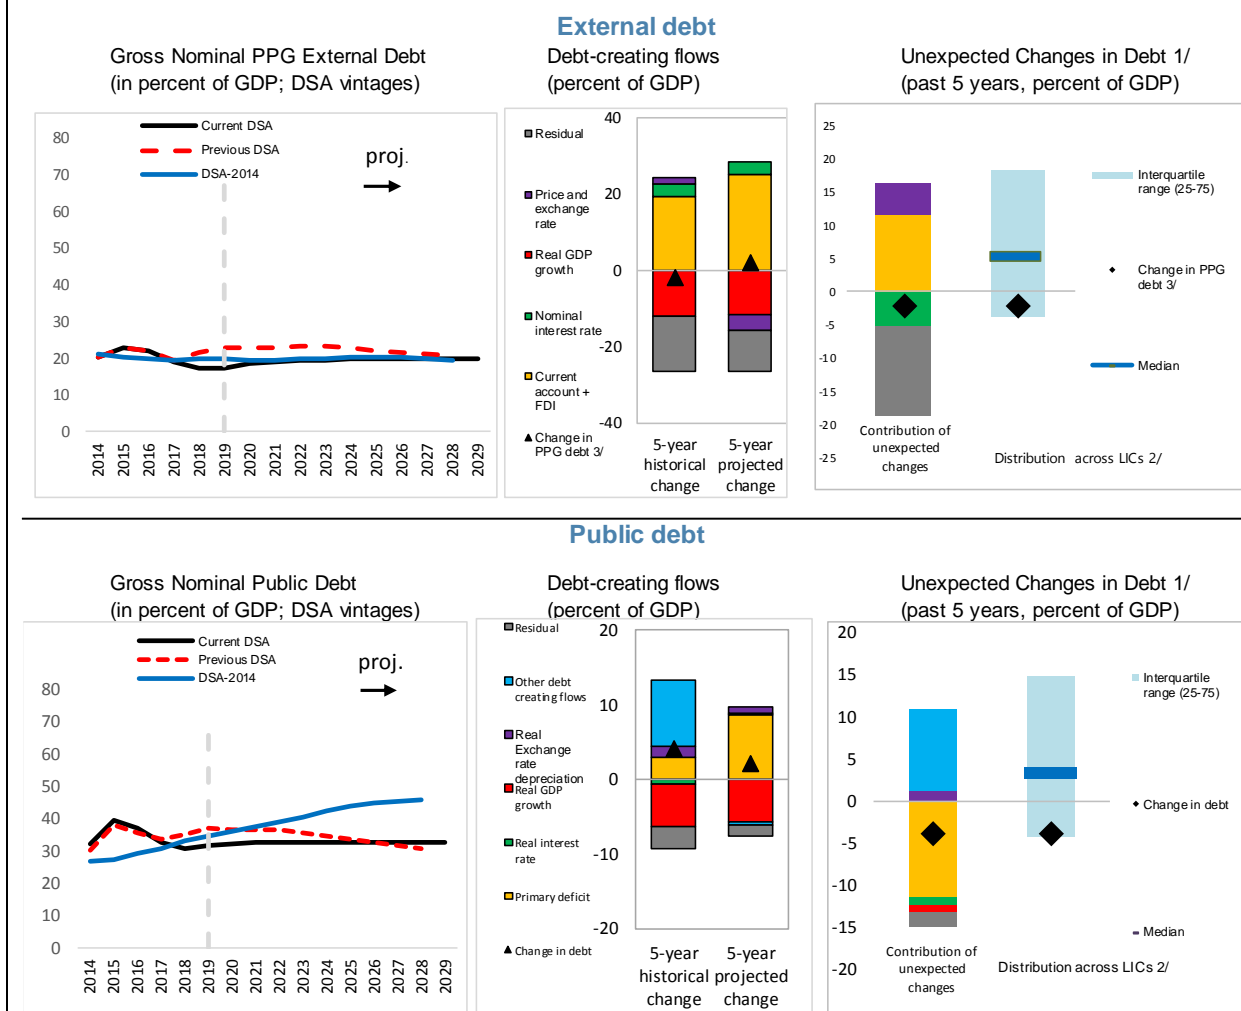 External debt
Gross Nominal PPG External Debt
(in percent of GDP; DSA vintages)
Current DSA
Previous DSA
DSA-2014
proj.
80
70
60
50
40
30
20
10
0
2014
2015
2016
2017
2018
2019
2020
2021
2022
2023
2024
2025
2026
2027
2028
2029
Debt-creating flows
(percent of GDP)
Residual
Price and
exchange
rate
Real GDP
growth
Nominal
interest rate
Current
account +
FDI
Change in
PPG debt 3/
40
20
0
-20
-40
5-year
historical
change
5-year
projected
change
Unexpected Changes in Debt 1/
(past 5 years, percent of GDP)
25
20
15
10
5
0
-5
-10
-15
-20
-25
Contribution of
unexpected
changes
Distribution across LICs 2/
Interquartile
range (25-75)
Change in PPG
debt 3/
Median
Public debt
Gross Nominal Public Debt
(in percent of GDP; DSA vintages)
Current DSA
Previous DSA
DSA-2014
proj.
80
70
60
50
40
30
20
10
0
2014
2015
2016
2017
2018
2019
2020
2021
2022
2023
2024
2025
2026
2027
2028
2029
Debt-creating flows
(percent of GDP)
Residual
Other debt
creating flows
Real
Exchange
rate
depreciation
Real GDP
growth
Real interest
rate
Primary deficit
Change in debt
20
10
0
-10
-20
5-year
historical
change
5-year
projected
change
Unexpected Changes in Debt 1/
(past 5 years, percent of GDP)
20
15
10
5
0
-5
-10
-15
-20
Contribution of
unexpected
changes
Distribution across LICs 2/
Interquartile
range (25-75)
Change in debt
Median